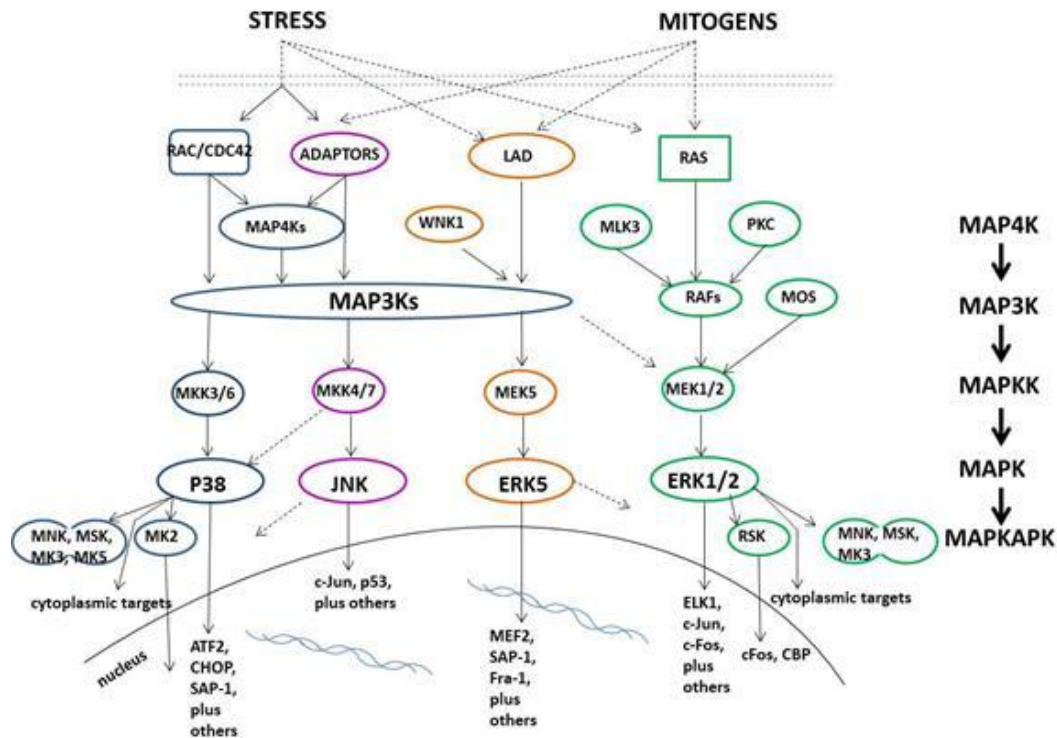 STRESS
MITOGENS
RAC/CDC42
ADAPTORS
LAD
RAS
MAP4Ks
WNK1
MLK3
PKC
MAP4K
MAP3Ks
RAFs
MOS
MAP3K
MKK3/6
MKK4/7
MEK5
MEK1/2
MAPKK
P38
JNK
ERK5
ERK1/2
MAPK
MNK, MSK,
MK3, MK5
MK2
RSK
MNK, MSK,
MK3
MAPKAPK
cytoplasmic targets
c-Jun, p53,
plus others
cytoplasmic targets
nucleus
ATF2,
CHOP,
SAP-1,
plus
others
MEF2,
SAP-1,
Fra-1,
plus
others
ELK1,
c-Jun,
c-Fos,
plus
others
cFos, CBP